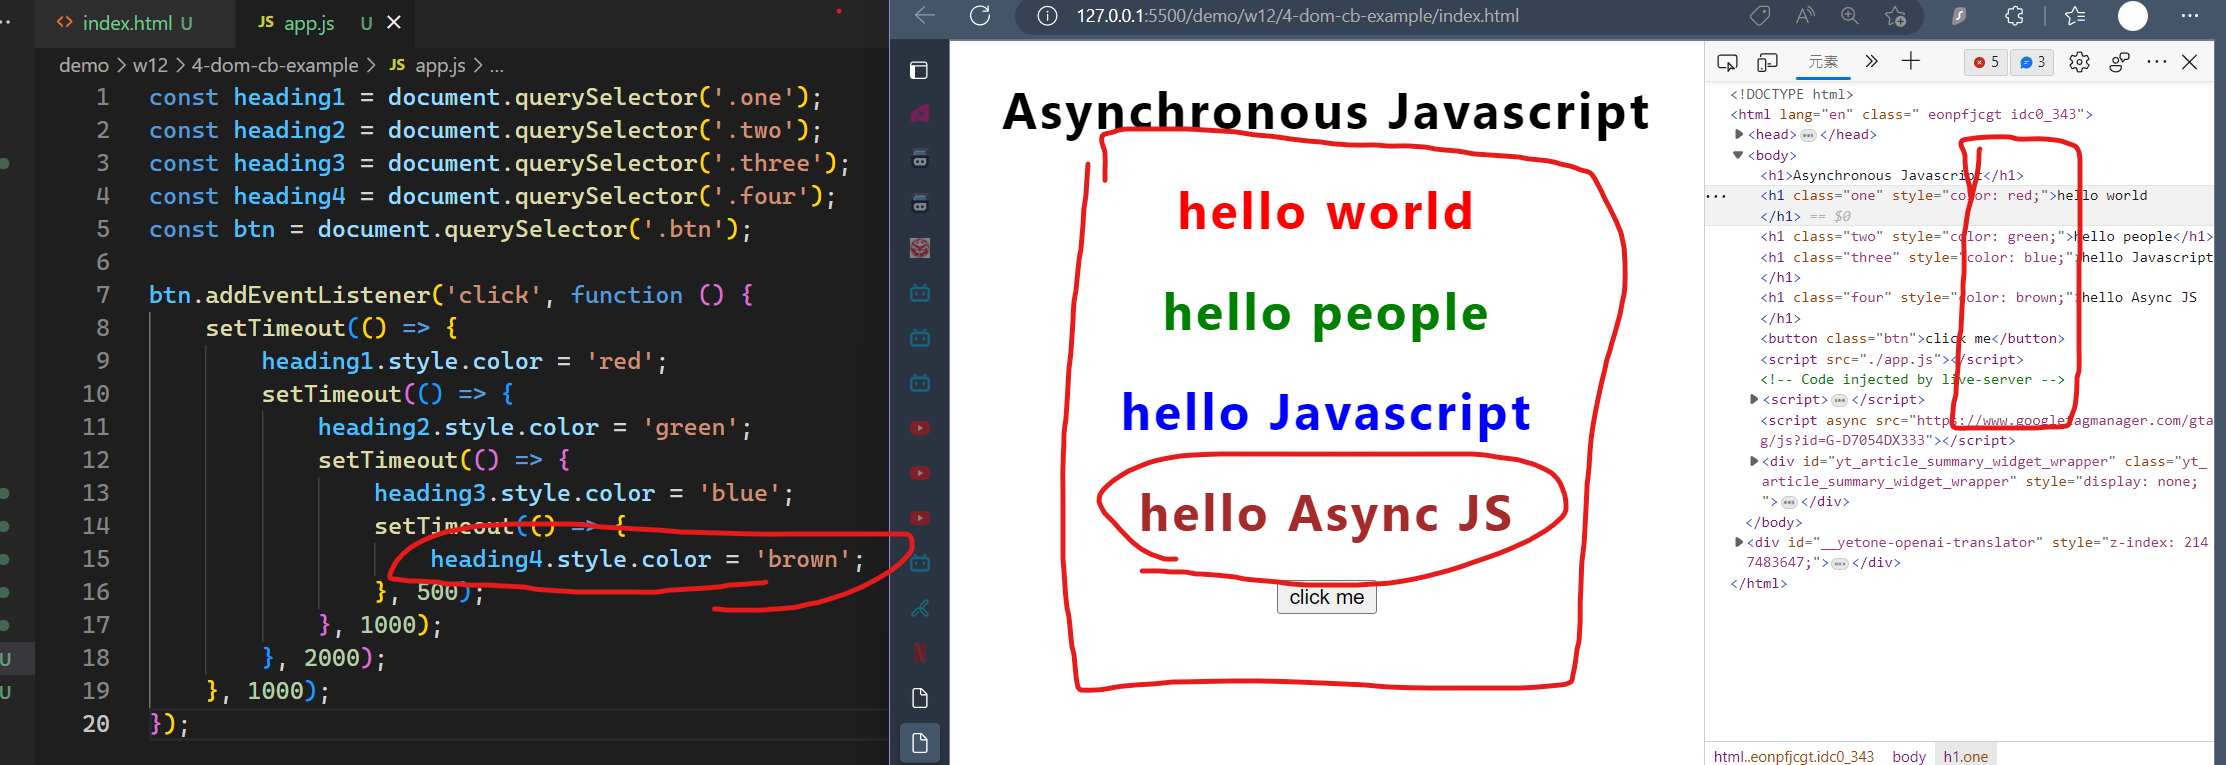 index.html U
JS app.js U
demo > w12 > 4-dom-cb-example > JS app.js > ...
1 const heading1 = document.querySelector('.one');
2 const heading2 = document.querySelector('.two');
3 const heading3 = document.querySelector('.three');
4 const heading4 = document.querySelector('.four');
5 const btn = document.querySelector('.btn');
6
7 btn.addEventListener('click', function () {
8 setTimeout(() => {
9 heading1.style.color = 'red';
10 setTimeout(() => {
11 heading2.style.color = 'green';
12 setTimeout(() => {
13 heading3.style.color = 'blue';
14 setTimeout(() => {
15 heading4.style.color = 'brown';
16 }, 500);
17 }, 1000);
18 }, 2000);
19 }, 1000);
20 });
U
U
127.0.0.1:5500/demo/w12/4-dom-cb-example/index.html
Asynchronous Javascript
hello world
hello people
hello Javascript
hello Async JS
click me
元素
5
3
<!DOCTYPE html>
<html lang="en" class=" eonpfjcgt idc0_343">
<head>
</head>
<body>
<h1>Asynchronous Javascript</h1>
<h1 class="one" style="color: red;">hello world
</h1> == $0
<h1 class="two" style="color: green;">hello people</h1>
<h1 class="three" style="color: blue;">hello Javascript
</h1>
<h1 class="four" style="color: brown;">hello Async JS
</h1>
<button class="btn">click me</button>
<script src="./app.js"></script>
<!-- Code injected by live-server -->
<script>
</script>
<script async src="https://www.googletagmanager.com/gta
g/js?id=G-D7054DX333"></script>
<div id="yt_article_summary_widget_wrapper" class="yt_
article_summary_widget_wrapper" style="display: none;
">
</div>
</body>
<div id="__yetone-openai-translator" style="z-index: 214
7483647;">
</div>
</html>
html..eonpfjcgt.idc0_343 body h1.one